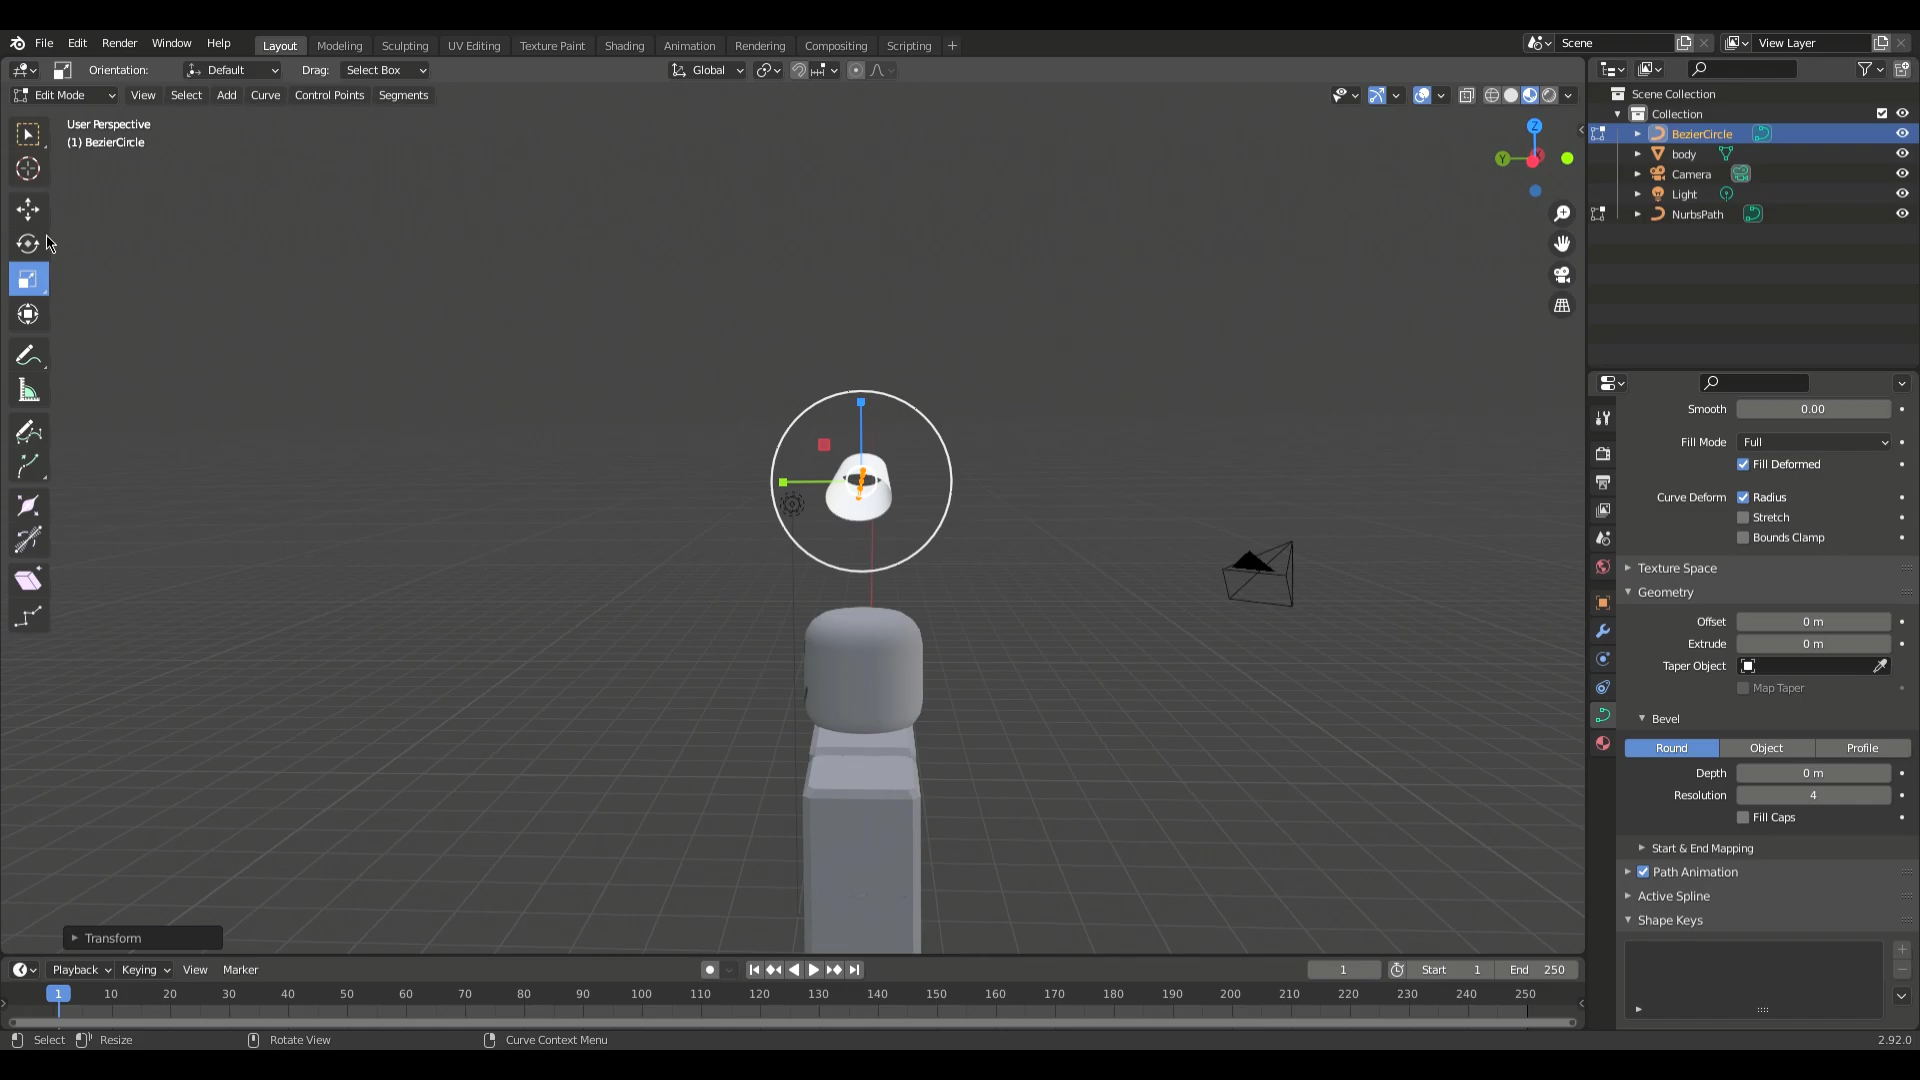 File Edit Render Window Help Layout Modeling Sculpting UV Editing Texture Paint Shading Animation Rendering Compositing Scripting + Scene View Layer
Orientation: Default Drag: Select Box Global
Edit Mode View Select Add Curve Control Points Segments
User Perspective
(1) BezierCircle
Z
Y
X
Scene Collection
Collection
BezierCircle
body
Camera
Light
NurbsPath
Smooth 0.00
Fill Mode Full
Fill Deformed
Curve Deform Radius
Stretch
Bounds Clamp
Texture Space
Geometry
Offset 0 m
Extrude 0 m
Taper Object
Map Taper
Bevel
Round Object Profile
Depth 0 m
Resolution 4
Fill Caps
Start & End Mapping
Path Animation
Active Spline
Shape Keys
Transform
Playback Keying View Marker 1 Start 1 End 250
1 10 20 30 40 50 60 70 80 90 100 110 120 130 140 150 160 170 180 190 200 210 220 230 240 250
Select Resize Rotate View Curve Context Menu 2.92.0